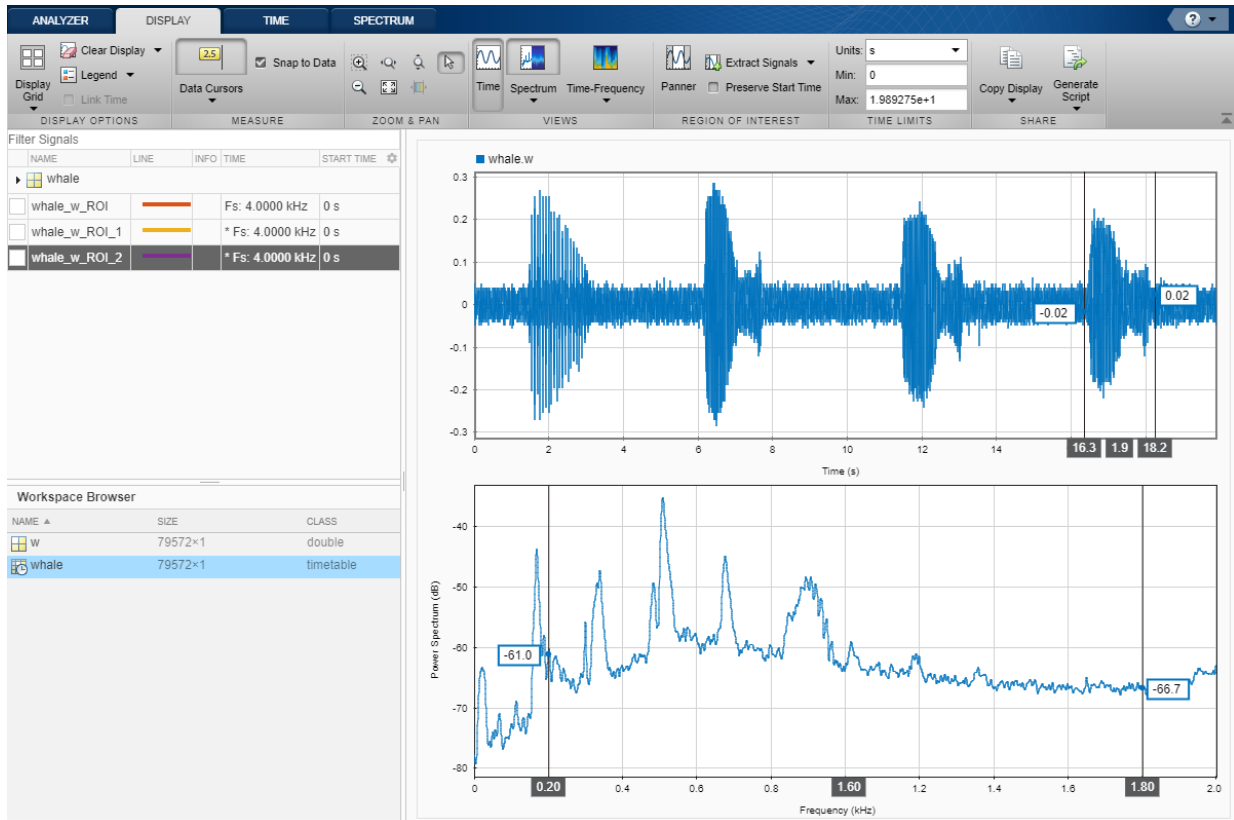 ANALYZER DISPLAY TIME SPECTRUM ?
Display Grid
Clear Display
Legend
Link Time
DISPLAY OPTIONS
2.5
Data Cursors
Snap to Data
MEASURE
ZOOM & PAN
Time Spectrum Time-Frequency
VIEWS
Panner
Extract Signals
Preserve Start Time
REGION OF INTEREST
Units: s
Min: 0
Max: 1.989275e+1
TIME LIMITS
Copy Display
Generate Script
SHARE
Filter Signals
NAME LINE INFO TIME START TIME
whale
whale_w_ROI Fs: 4.0000 kHz 0 s
whale_w_ROI_1 * Fs: 4.0000 kHz 0 s
whale_w_ROI_2 * Fs: 4.0000 kHz 0 s
Workspace Browser
NAME SIZE CLASS
w 79572×1 double
whale 79572×1 timetable
whale.w
0.3
0.2
0.1
0
-0.1
-0.2
-0.3
-0.02
0.02
0 2 4 6 8 10 12 14 16.3 1.9 18.2
Time (s)
Power Spectrum (dB)
-40
-50
-60
-70
-80
-61.0
-66.7
0 0.20 0.4 0.6 0.8 1.60 1.2 1.4 1.6 1.80 2.0
Frequency (kHz)